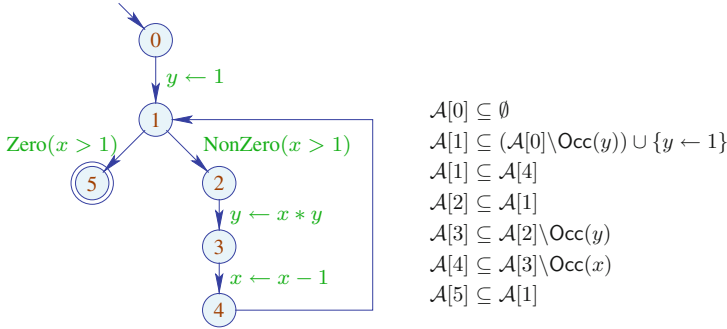 0
y ← 1
1
Zero(x > 1)
NonZero(x > 1)
5
2
y ← x ∗ y
3
x ← x − 1
4
𝒜[0] ⊆ ∅
𝒜[1] ⊆ (𝒜[0]\Occ(y)) ∪ {y ← 1}
𝒜[1] ⊆ 𝒜[4]
𝒜[2] ⊆ 𝒜[1]
𝒜[3] ⊆ 𝒜[2]\Occ(y)
𝒜[4] ⊆ 𝒜[3]\Occ(x)
𝒜[5] ⊆ 𝒜[1]